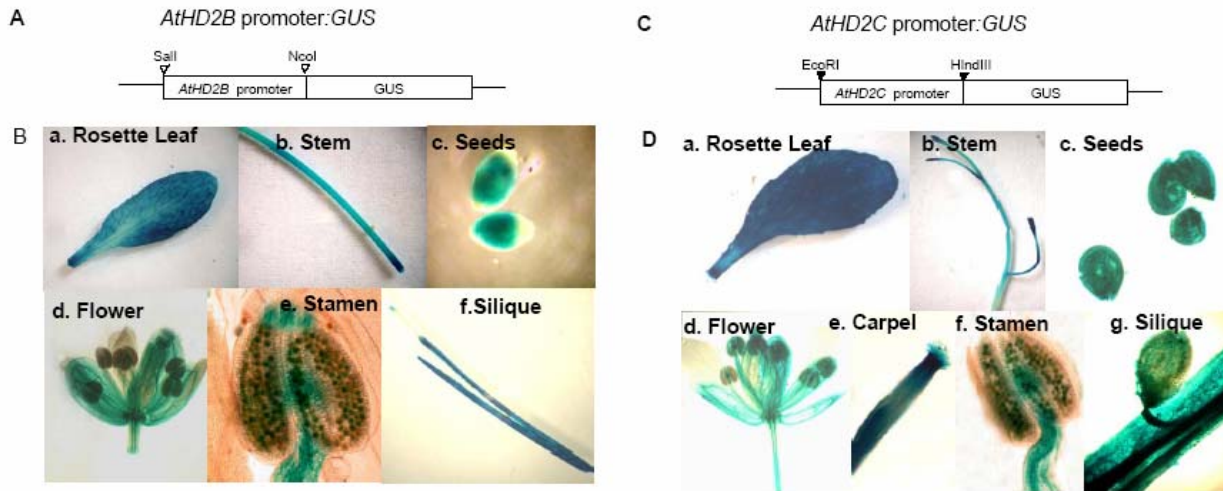 A
AtHD2B promoter:GUS
SalI
NcoI
AtHD2B promoter
GUS
B
a. Rosette Leaf
b. Stem
c. Seeds
d. Flower
e. Stamen
f.Silique
C
AtHD2C promoter:GUS
EcoRI
HindIII
AtHD2C promoter
GUS
D
a. Rosette Leaf
b. Stem
c. Seeds
d. Flower
e. Carpel
f. Stamen
g. Silique